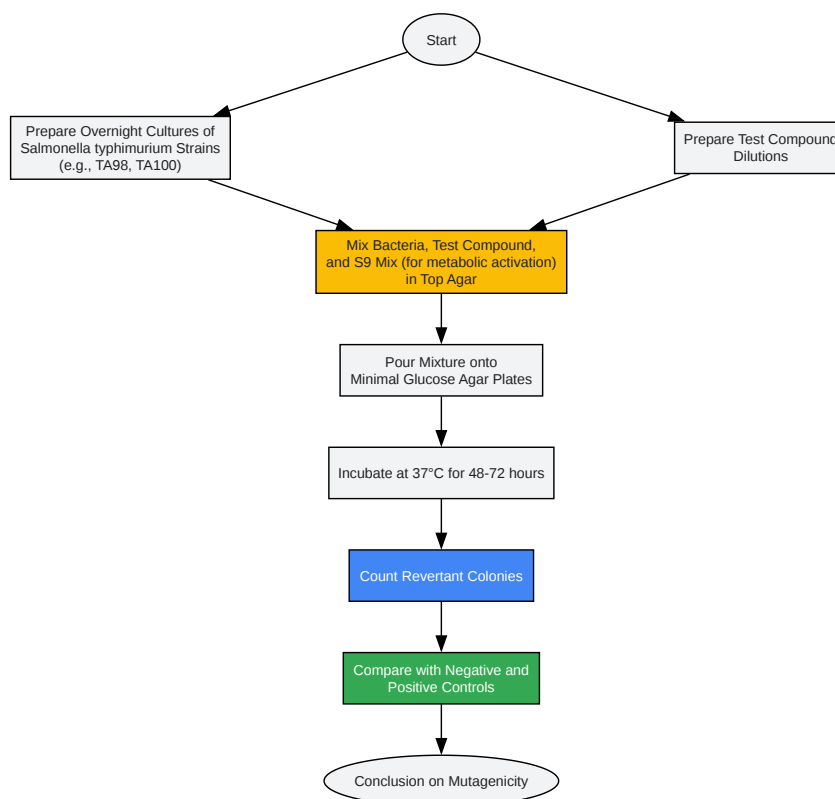 Start
Prepare Overnight Cultures of
Salmonella typhimurium Strains
(e.g., TA98, TA100)
Prepare Test Compound
Dilutions
Mix Bacteria, Test Compound,
and S9 Mix (for metabolic activation)
in Top Agar
Pour Mixture onto
Minimal Glucose Agar Plates
Incubate at 37°C for 48-72 hours
Count Revertant Colonies
Compare with Negative and
Positive Controls
Conclusion on Mutagenicity